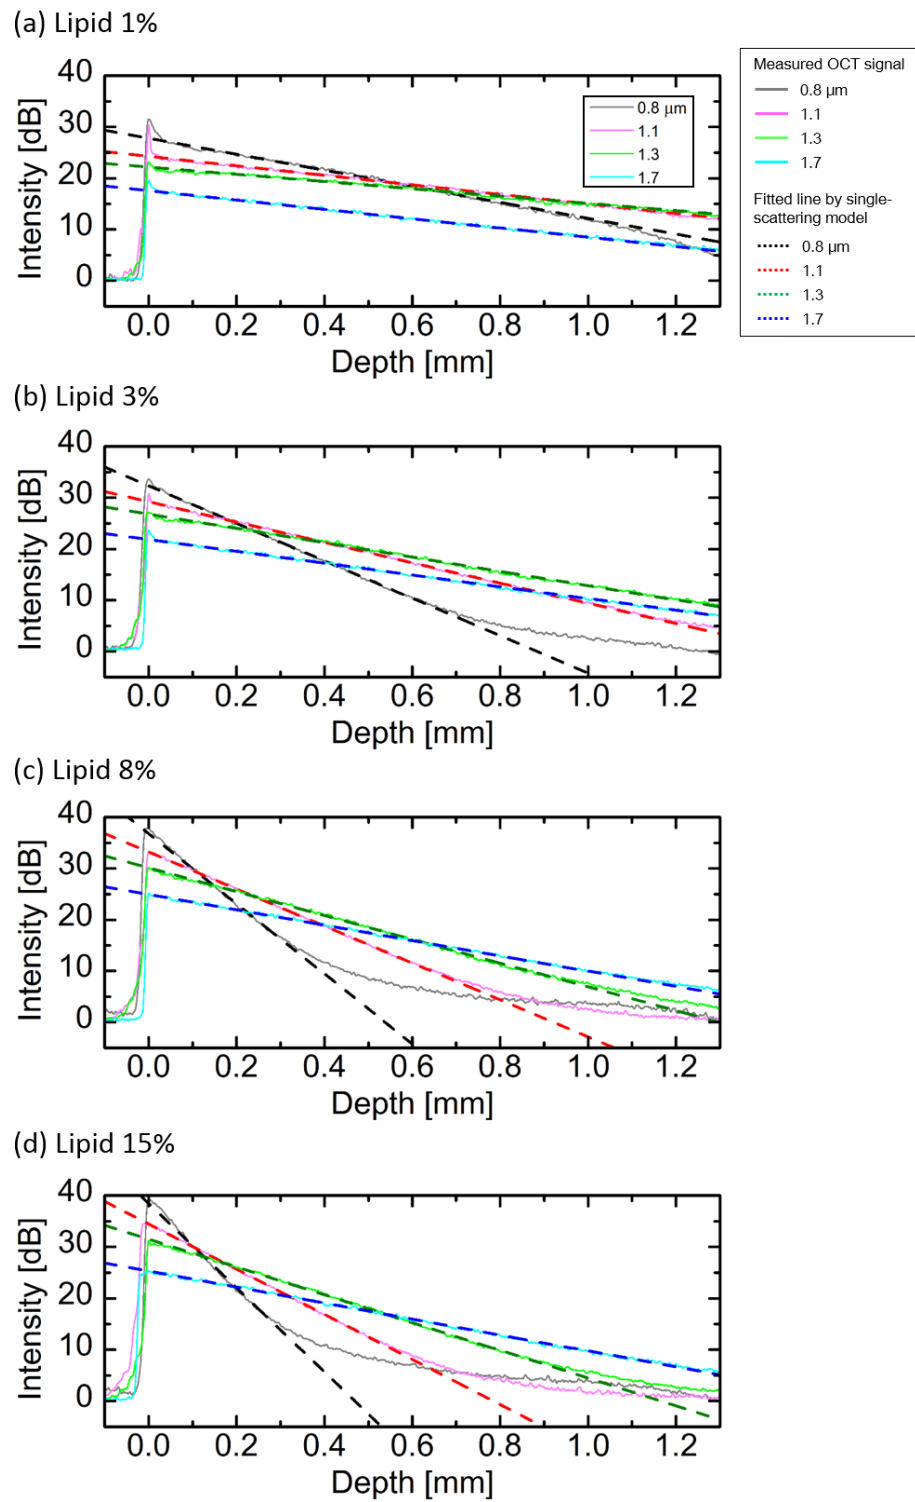 (a) Lipid 1%
40
30
20
10
0
Intensity [dB]
0.8 μm
1.1
1.3
1.7
0.0 0.2 0.4 0.6 0.8 1.0 1.2
Depth [mm]
Measured OCT signal
0.8 μm
1.1
1.3
1.7
Fitted line by single-
scattering model
0.8 μm
1.1
1.3
1.7
(b) Lipid 3%
40
30
20
10
0
Intensity [dB]
0.0 0.2 0.4 0.6 0.8 1.0 1.2
Depth [mm]
(c) Lipid 8%
40
30
20
10
0
Intensity [dB]
0.0 0.2 0.4 0.6 0.8 1.0 1.2
Depth [mm]
(d) Lipid 15%
40
30
20
10
0
Intensity [dB]
0.0 0.2 0.4 0.6 0.8 1.0 1.2
Depth [mm]